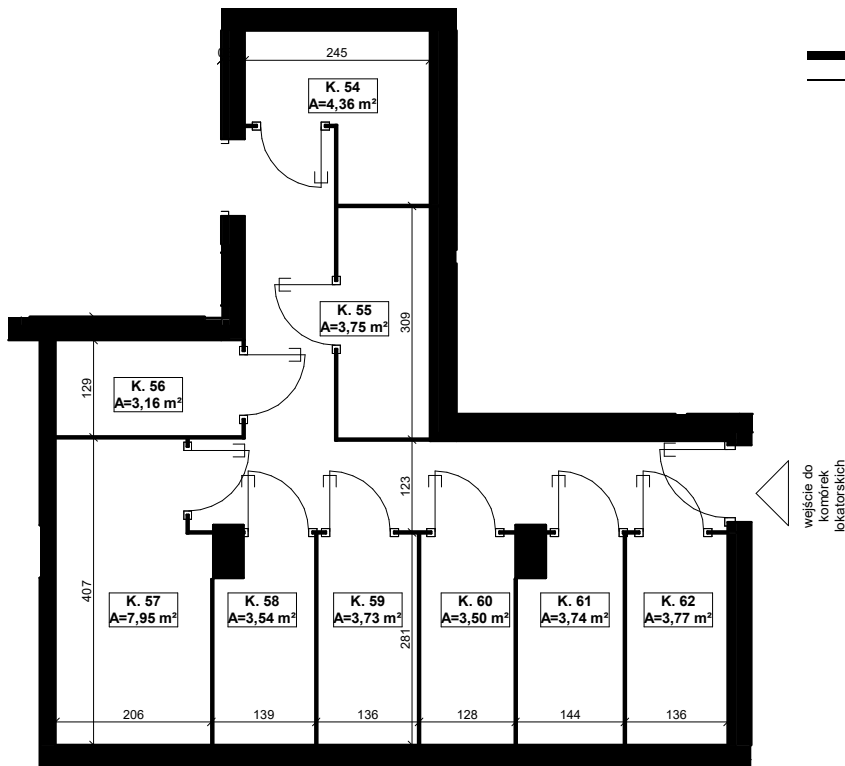 245
K. 54
A=4,36 m²
309
K. 55
A=3,75 m²
129
K. 56
A=3,16 m²
123
wejście do
komórek
lokatorskich
407
K. 57
A=7,95 m²
K. 58
A=3,54 m²
K. 59
A=3,73 m²
K. 60
A=3,50 m²
K. 61
A=3,74 m²
K. 62
A=3,77 m²
281
206
139
136
128
144
136